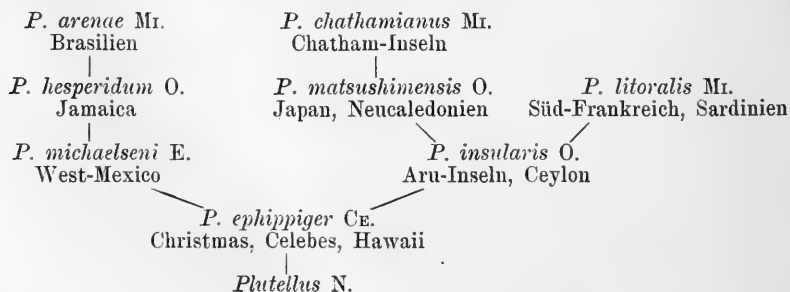 P. arenae MI. P. chathamianus MI.
Brasilien Chatham-Inseln
P. hesperidum O. P. matsushimensis O. P. litoralis MI.
Jamaica Japan, Neucaledonien Süd-Frankreich, Sardinien
P. michaelseni E. P. insularis O.
West-Mexico Aru-Inseln, Ceylon
P. ephippiger CE.
Christmas, Celebes, Hawaii
Plutellus N.